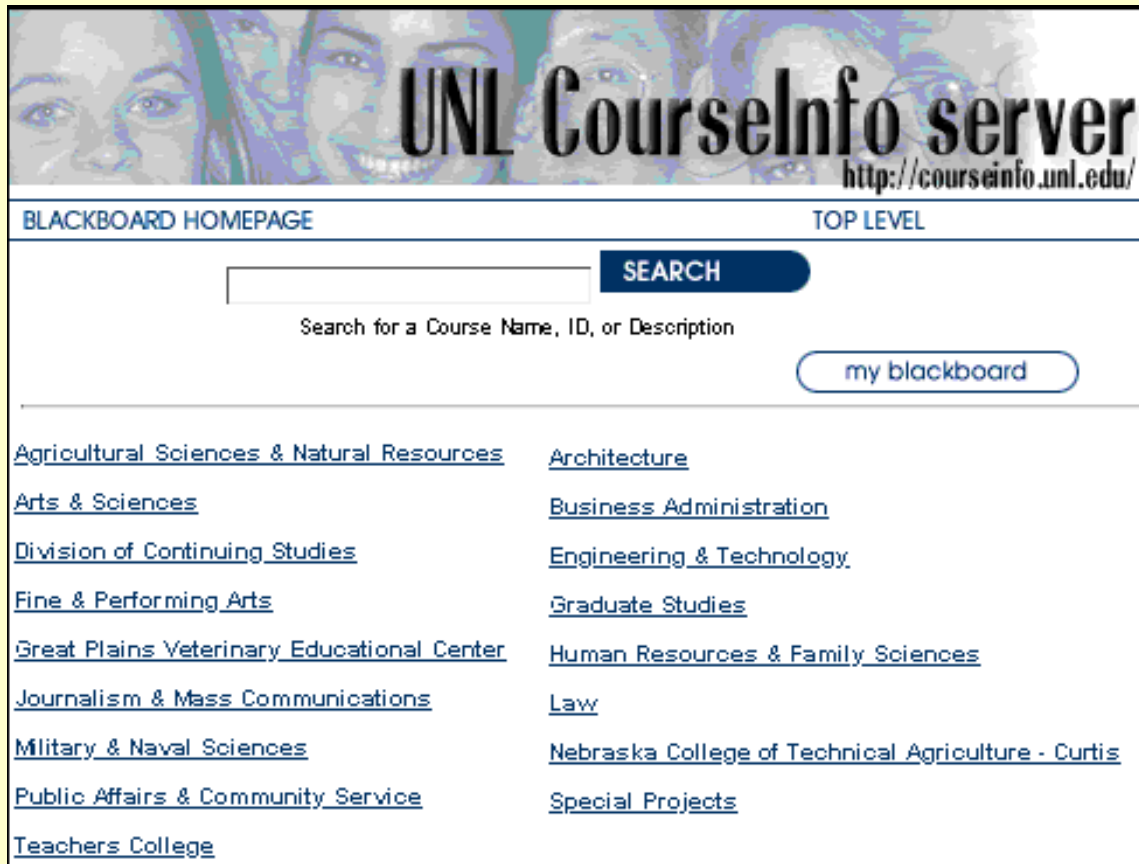 UNL CourseInfo server
http://courseinfo.unl.edu/
BLACKBOARD HOMEPAGE TOP LEVEL
SEARCH
Search for a Course Name, ID, or Description
my blackboard
Agricultural Sciences & Natural Resources
Arts & Sciences
Division of Continuing Studies
Fine & Performing Arts
Great Plains Veterinary Educational Center
Journalism & Mass Communications
Military & Naval Sciences
Public Affairs & Community Service
Teachers College
Architecture
Business Administration
Engineering & Technology
Graduate Studies
Human Resources & Family Sciences
Law
Nebraska College of Technical Agriculture - Curtis
Special Projects